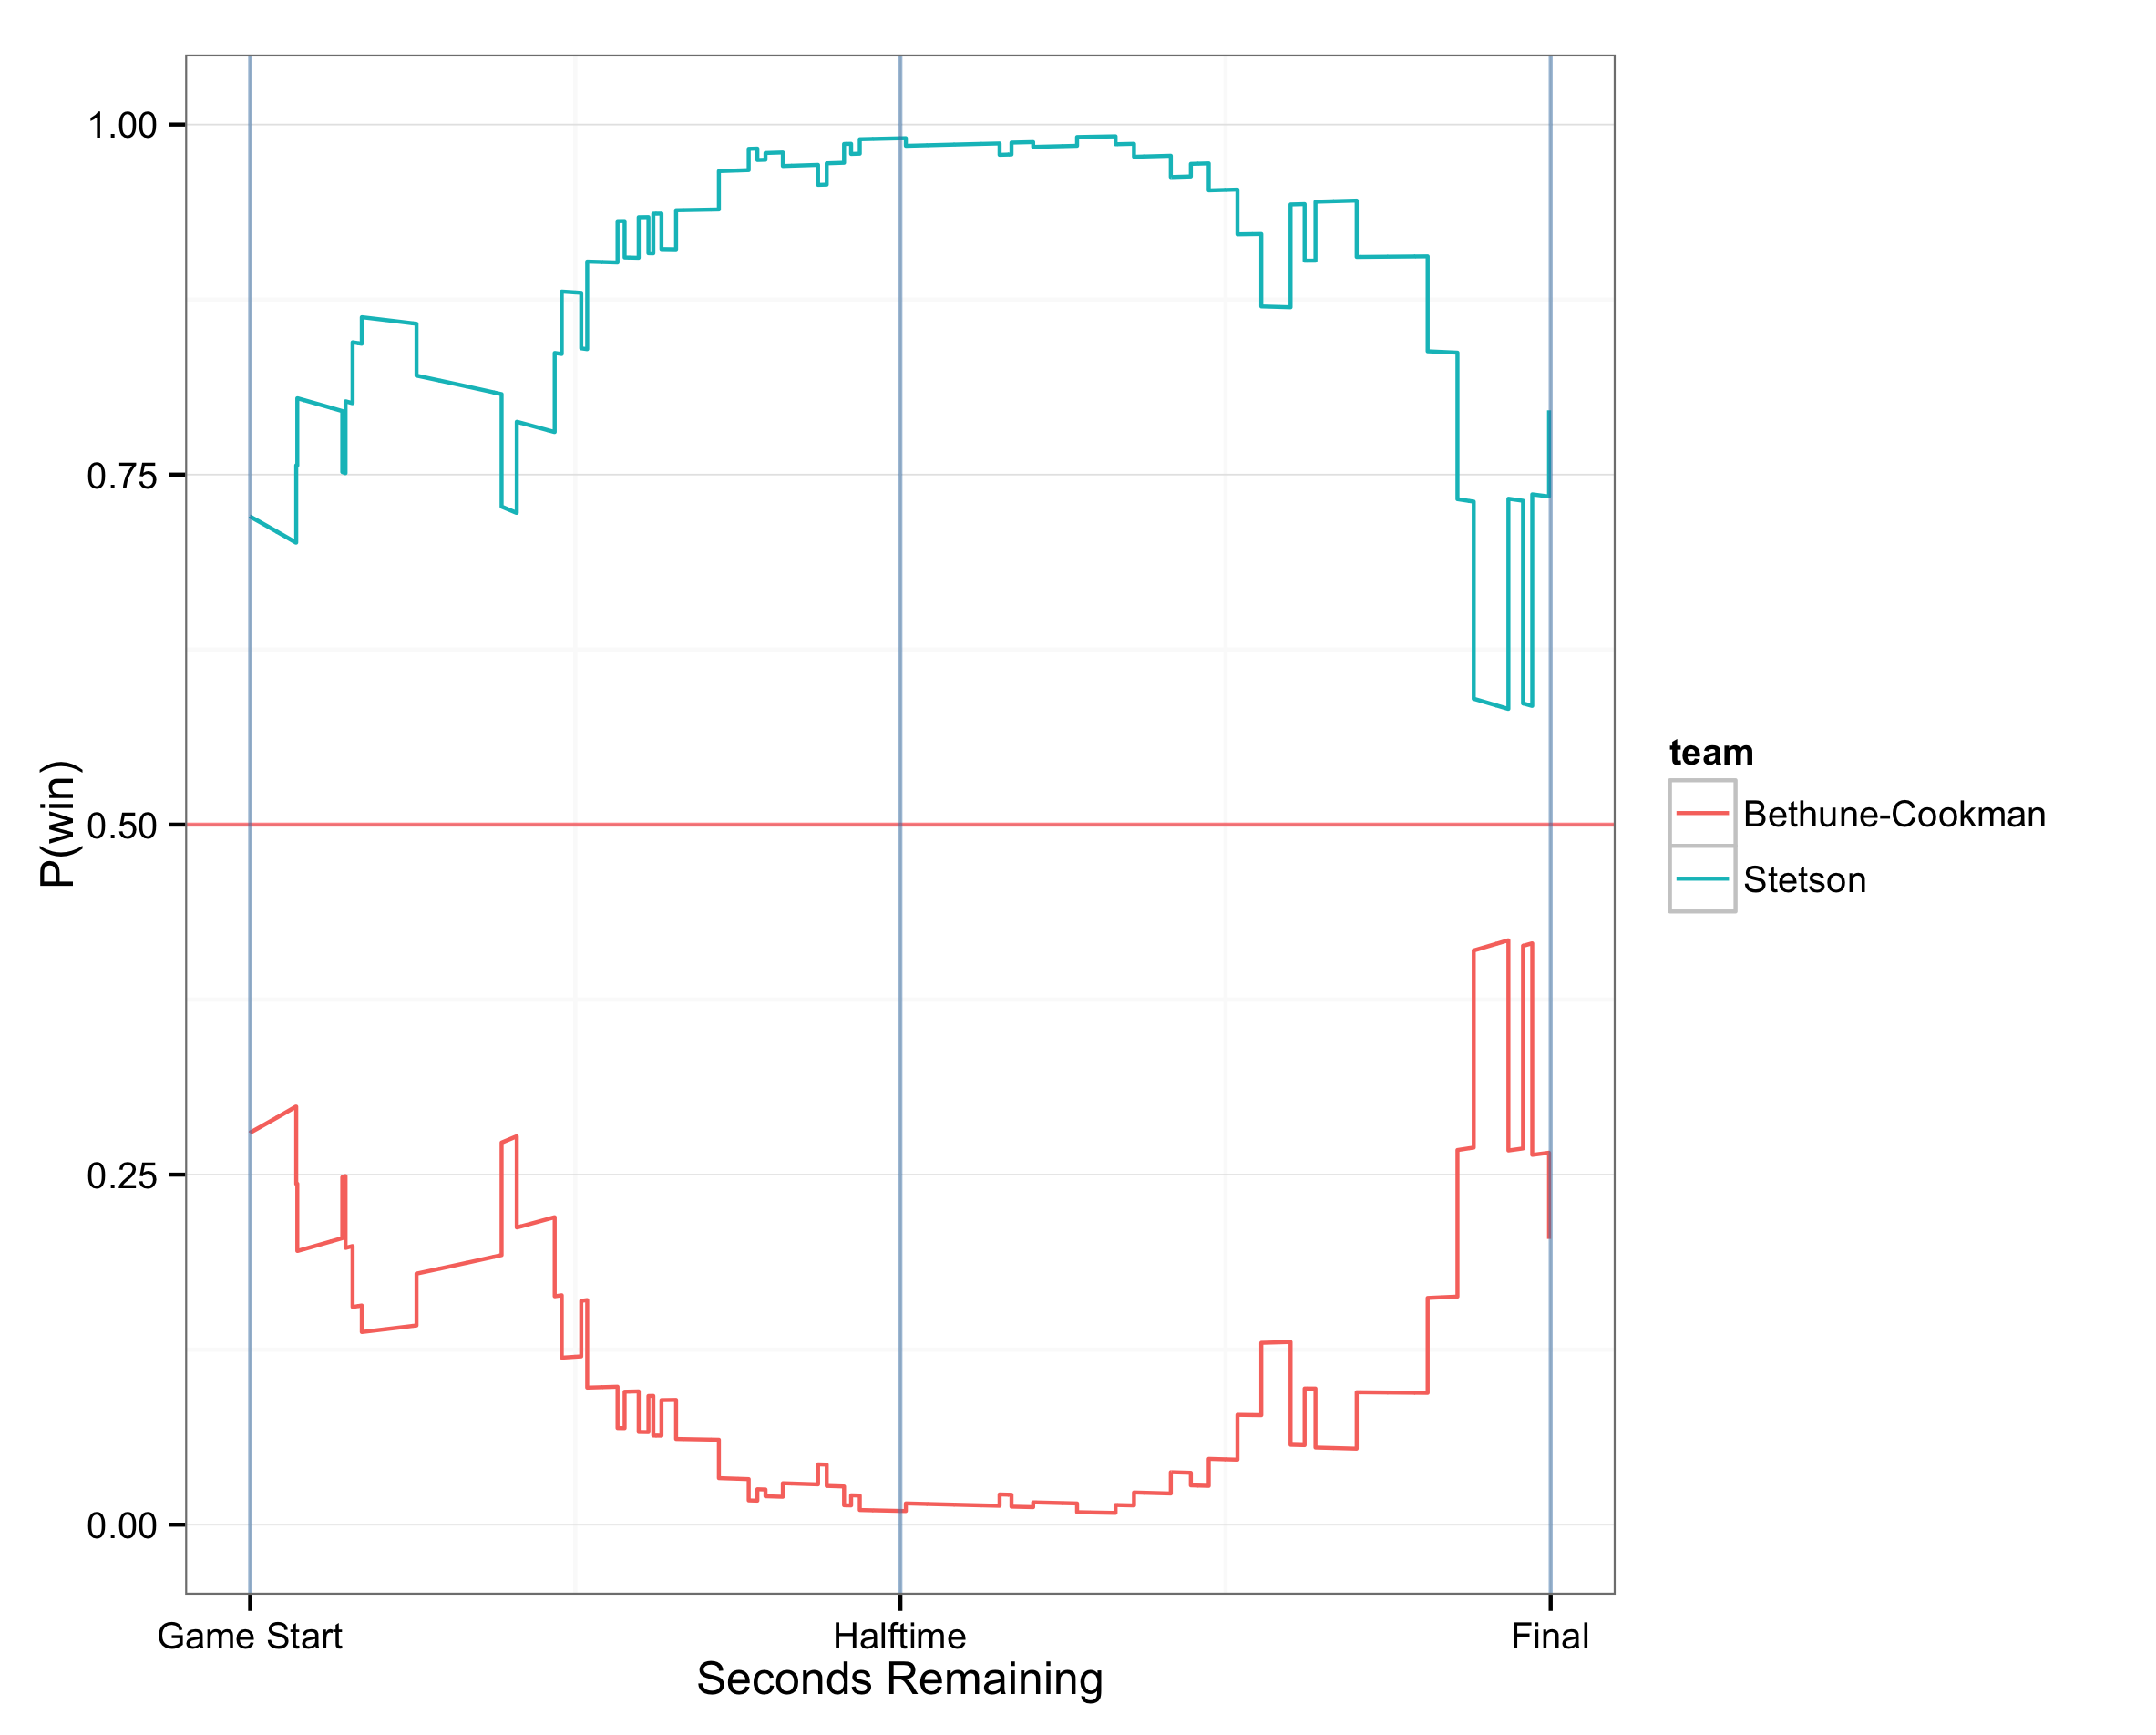 1.00
0.75
0.50
0.25
0.00
P(win)
Game Start
Halftime
Final
Seconds Remaining
team
Bethune-Cookman
Stetson